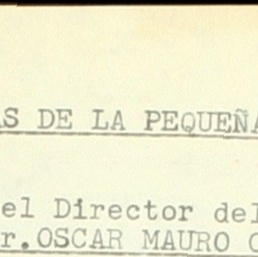 AS DE LA PEQUEÑA
el Director del
r. OSCAR MAURO